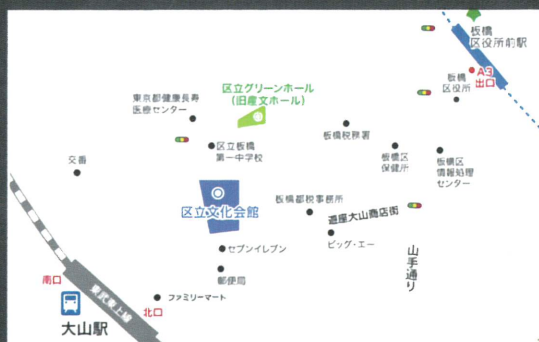 板橋
区役所前駅
A3
出口
板橋
区役所
区立グリーンホール
(旧産文ホール)
東京都健康長寿
医療センター
板橋税務署
区立板橋
第一中学校
板橋区
保健所
板橋区
情報処理
センター
交番
区立文化会館
板橋都税事務所
遊座大山商店街
ビッグ・エー
セブンイレブン
山手通り
郵便局
南口
東武東上線
ファミリーマート
北口
大山駅